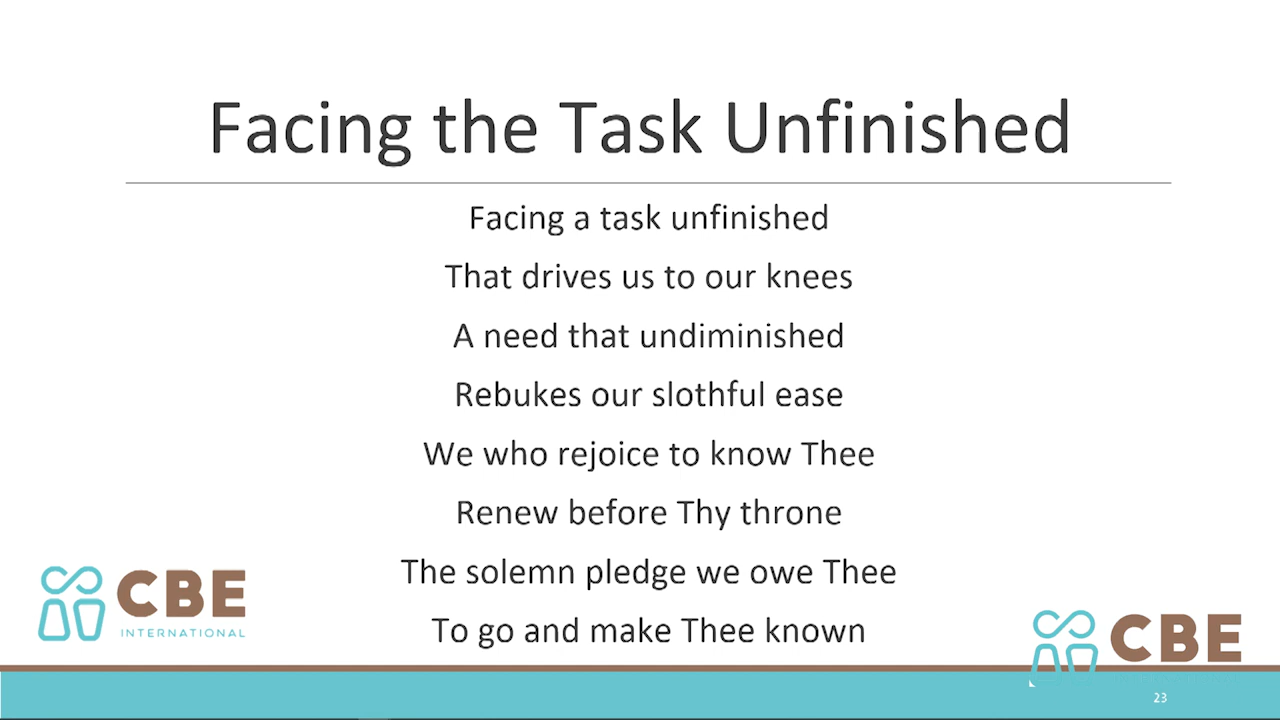 Facing the Task Unfinished
Facing a task unfinished
That drives us to our knees
A need that undiminished
Rebukes our slothful ease
We who rejoice to know Thee
Renew before Thy throne
The solemn pledge we owe Thee
To go and make Thee known
CBE
INTERNATIONAL
CBE
23